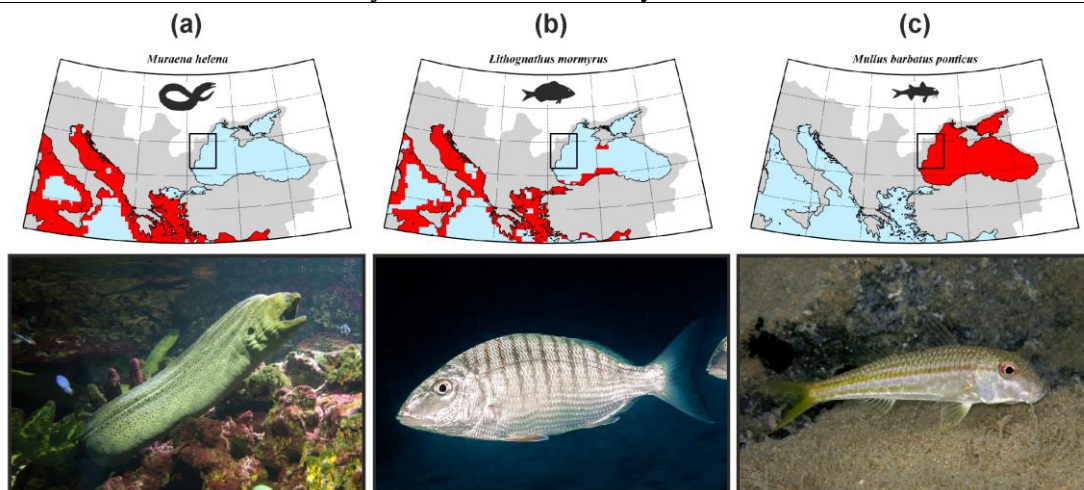 (a)
(b)
(c)
Muraena helena
Lithognathus mormyrus
Mullus barbatus ponticus